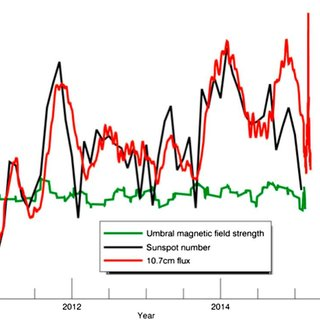 Umbral magnetic field strength
Sunspot number
10.7cm flux
2012
2014
Year